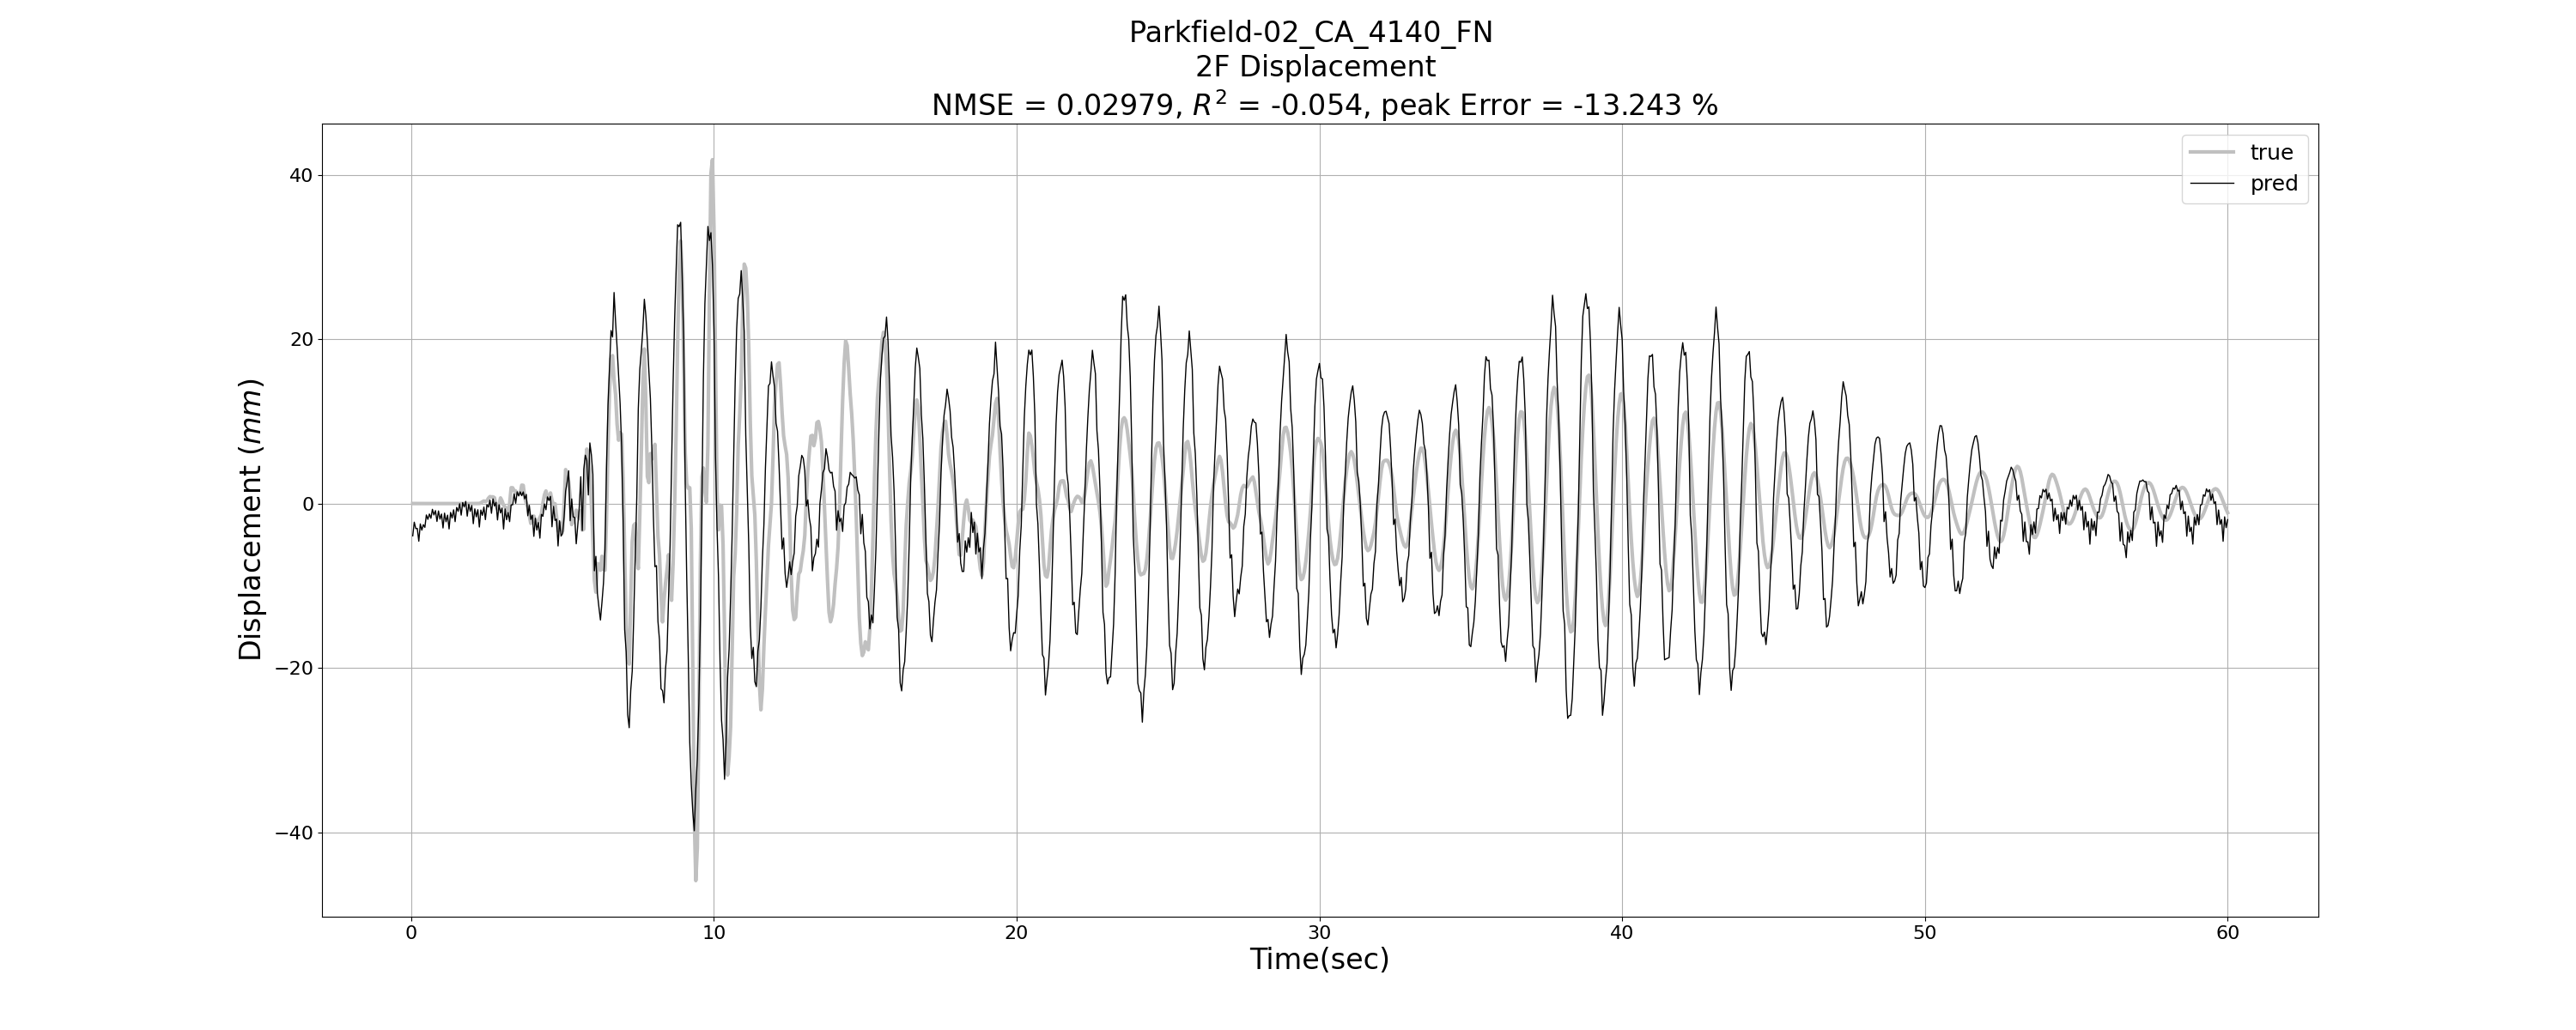 Parkfield-02_CA_4140_FN
2F Displacement
NMSE = 0.02979, R² = -0.054, peak Error = -13.243 %
true
pred
Displacement (mm)
40
20
0
−20
−40
0 10 20 30 40 50 60
Time(sec)